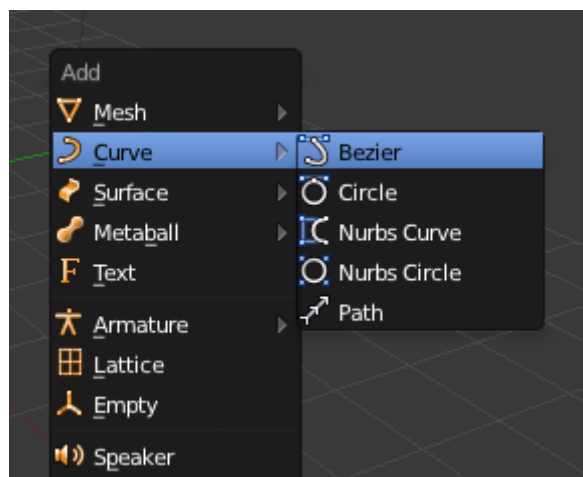 Add
Mesh
Curve
Surface
Metaball
Text
Armature
Lattice
Empty
Speaker
Bezier
Circle
Nurbs Curve
Nurbs Circle
Path